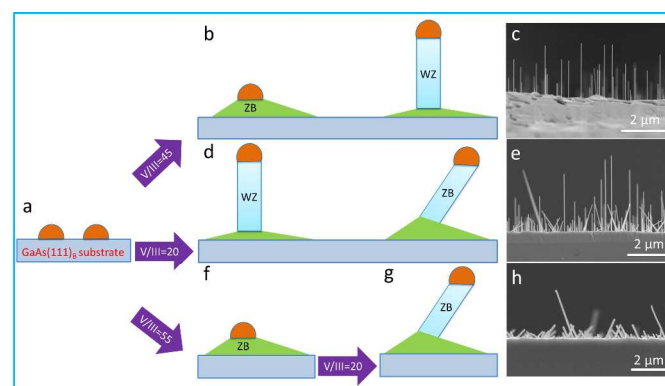 b
c
WZ
ZB
2 µm
V/III=45
d
e
WZ
ZB
a
GaAs(111)B substrate
V/III=20
2 µm
f
g
h
V/III=55
ZB
ZB
V/III=20
2 µm